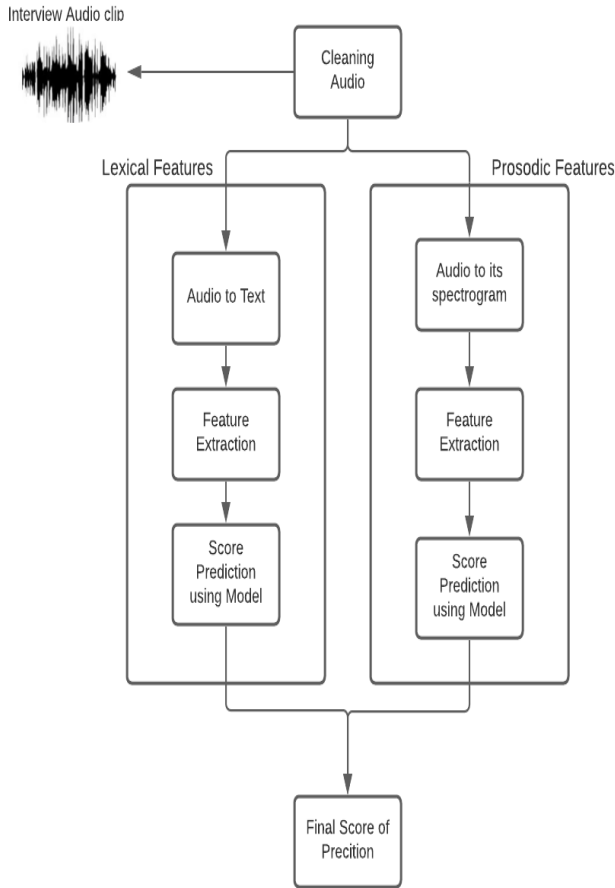 Interview Audio clip
Cleaning
Audio
Lexical Features
Prosodic Features
Audio to Text
Audio to its
spectrogram
Feature
Extraction
Feature
Extraction
Score
Prediction
using Model
Score
Prediction
using Model
Final Score of
Precition